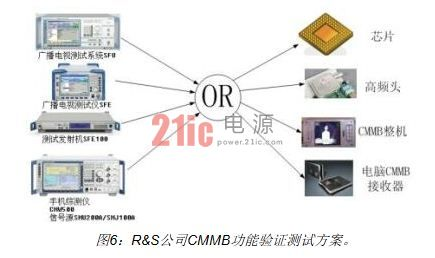 广播电视测试系统SFU
芯片
广播电视测试仪SFE
OR
高频头
测试发射机SFE100
21ic 电源
power.21ic.com
CMMB整机
手机综测仪
CMW500
信号源SMU200A/SMJ100A
电脑CMMB
接收器
图6：R&S公司CMMB功能验证测试方案。